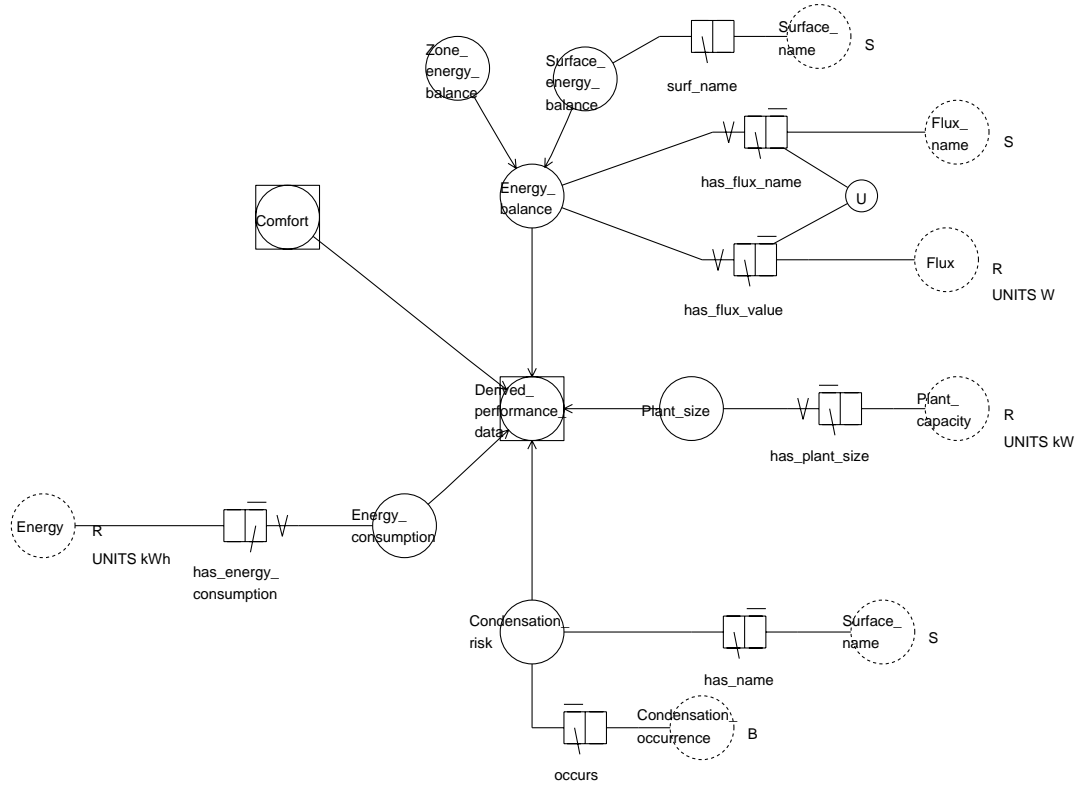 Zone_
energy_
balance
Surface_
energy_
balance
surf_name
Surface_
name
S
Flux_
name
S
has_flux_name
U
Energy_
balance
Comfort
Flux
R
UNITS W
has_flux_value
Derived_
performance_
data
Plant_size
has_plant_size
Plant_
capacity
R
UNITS kW
Energy
R
UNITS kWh
has_energy_
consumption
Energy_
consumption
Condensation_
risk
has_name
Surface_
name
S
Condensation_
occurrence
B
occurs